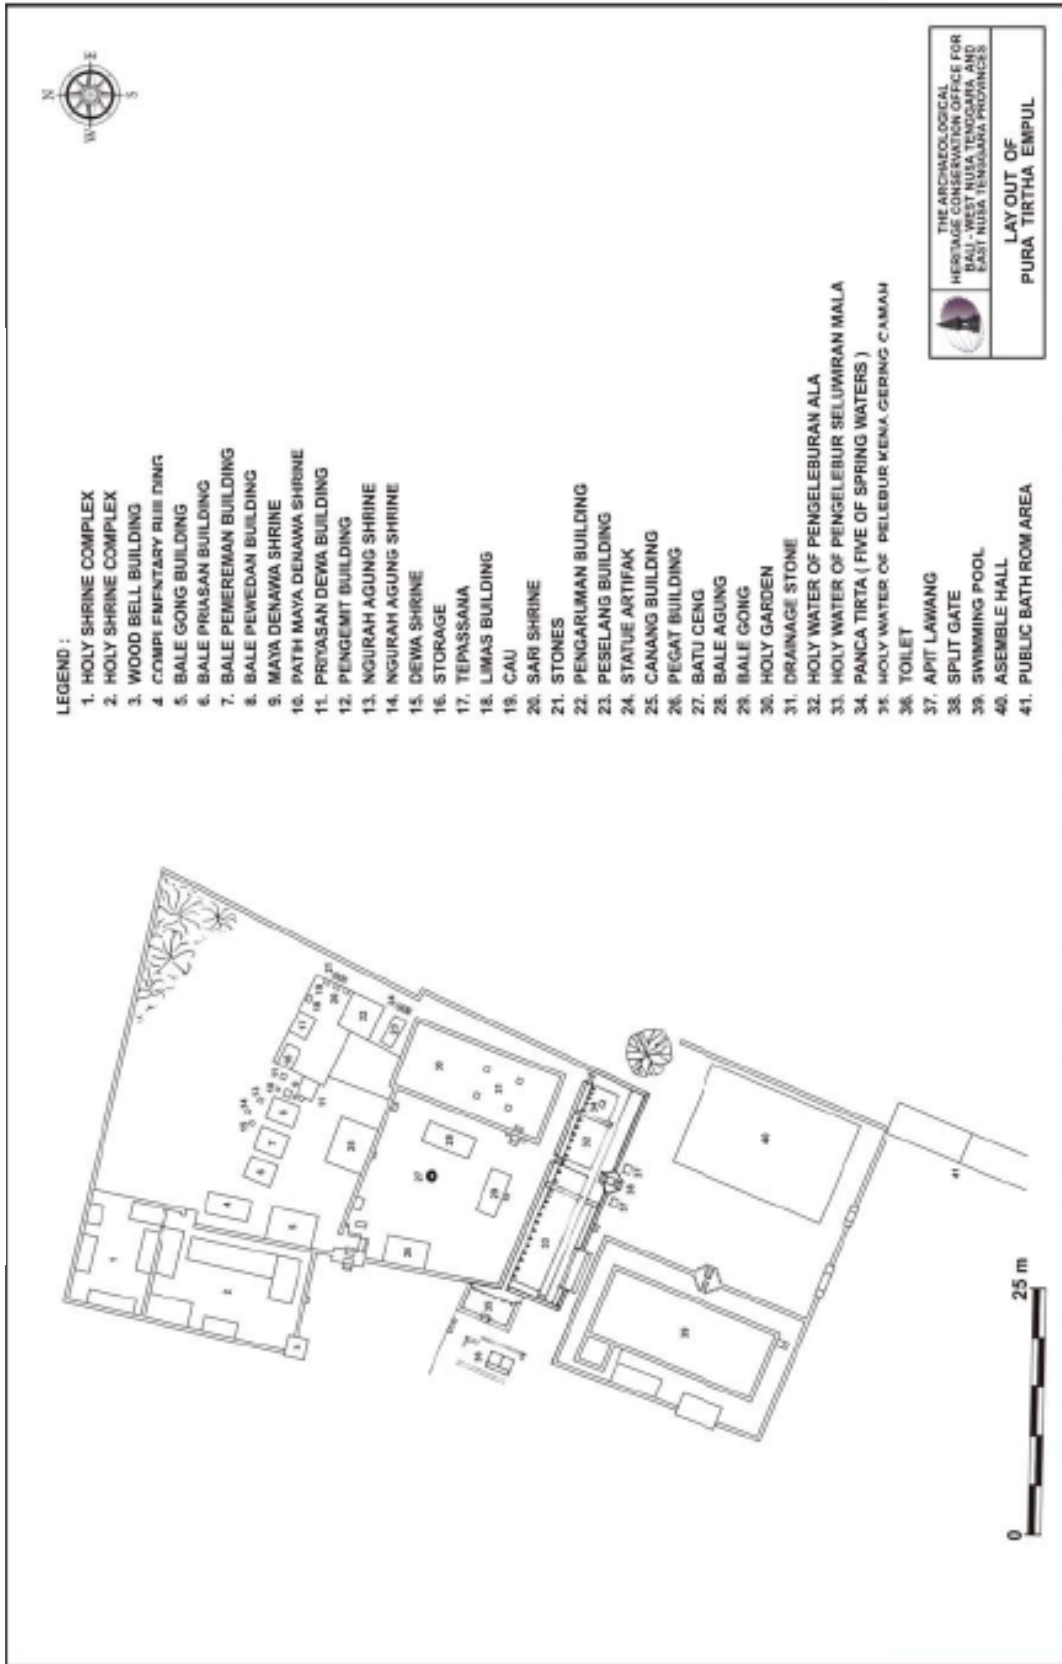 N
E
S
W
LEGEND :
1. HOLY SHRINE COMPLEX
2. HOLY SHRINE COMPLEX
3. WOOD BELL BUILDING
4. COMPLEMENTARY BUILDING
5. BALE GONG BUILDING
6. BALE PRIASAN BUILDING
7. BALE PEMEREMAN BUILDING
8. BALE PEWEDAN BUILDING
9. MAYA DENAWA SHRINE
10. PATIH MAYA DENAWA SHRINE
11. PRIYASAN DEWA BUILDING
12. PENGEMIT BUILDING
13. NGURAH AGUNG SHRINE
14. NGURAH AGUNG SHRINE
15. DEWA SHRINE
16. STORAGE
17. TEPASSANA
18. LIMAS BUILDING
19. CAU
20. SARI SHRINE
21. STONES
22. PENGARUMAN BUILDING
23. PESELANG BUILDING
24. STATUE ARTIFAK
25. CANANG BUILDING
26. PEGAT BUILDING
27. BATU CENG
28. BALE AGUNG
29. BALE GONG
30. HOLY GARDEN
31. DRAINAGE STONE
32. HOLY WATER OF PENGELEBURAN ALA
33. HOLY WATER OF PENGELEBUR SELUWIRAN MALA
34. PANCA TIRTA ( FIVE OF SPRING WATERS )
35. HOLY WATER OF PELEBUR KENA GERING CAMAH
36. TOILET
37. APIT LAWANG
38. SPLIT GATE
39. SWIMMING POOL
40. ASEMBLE HALL
41. PUBLIC BATH ROM AREA
THE ARCHAEOLOGICAL
HERITAGE CONSERVATION OFFICE FOR
BALI - WEST NUSA TENGGARA AND
EAST NUSA TENGGARA PROVINCES
LAY OUT OF
PURA TIRTHA EMPUL
1
2
4
7
27
30
40
41
0
25 m